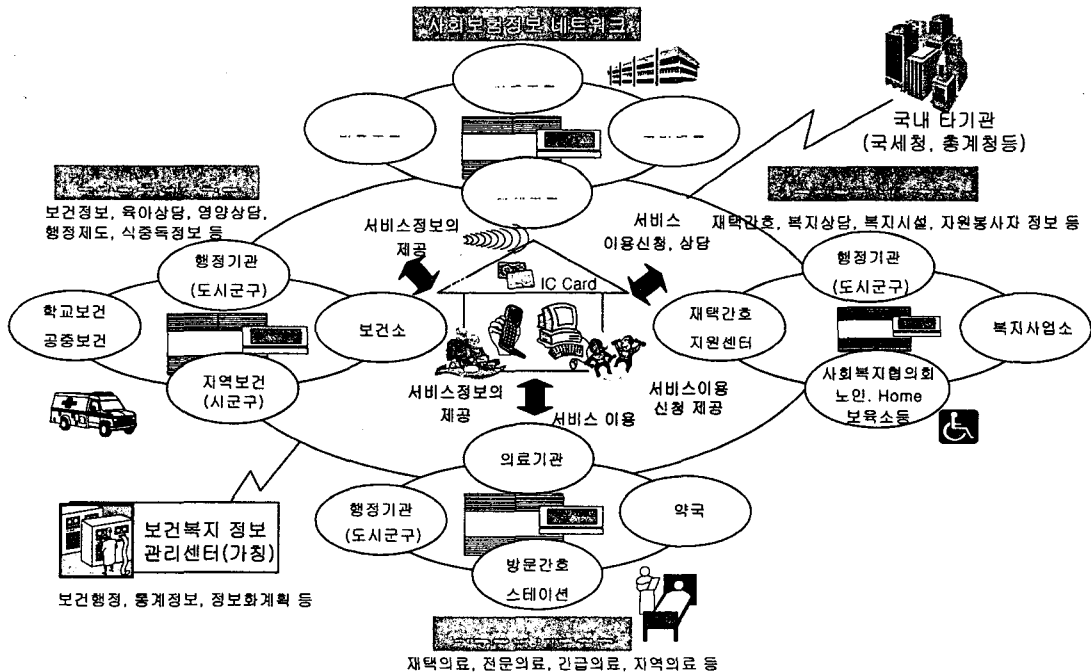 사회보험정보 네트워크
국내 타기관
(국세청, 총계청등)
보건정보, 육아상담, 영양상담,
행정제도, 식중독정보 등
서비스정보의
제공
서비스
이용신청, 상담
재택간호, 복지상담, 복지시설, 자원봉사자 정보 등
행정기관
(도시군구)
학교보건
공중보건
보건소
지역보건
(시군구)
IC Card
행정기관
(도시군구)
재택간호
지원센터
복지사업소
사회복지협의회
노인. Home
보육소등
서비스정보의
제공
서비스 이용
서비스이용
신청 제공
의료기관
행정기관
(도시군구)
약국
방문간호
스테이션
보건복지 정보
관리센터(가칭)
보건행정, 통계정보, 정보화계획 등
재택의료, 전문의료, 긴급의료, 지역의료 등